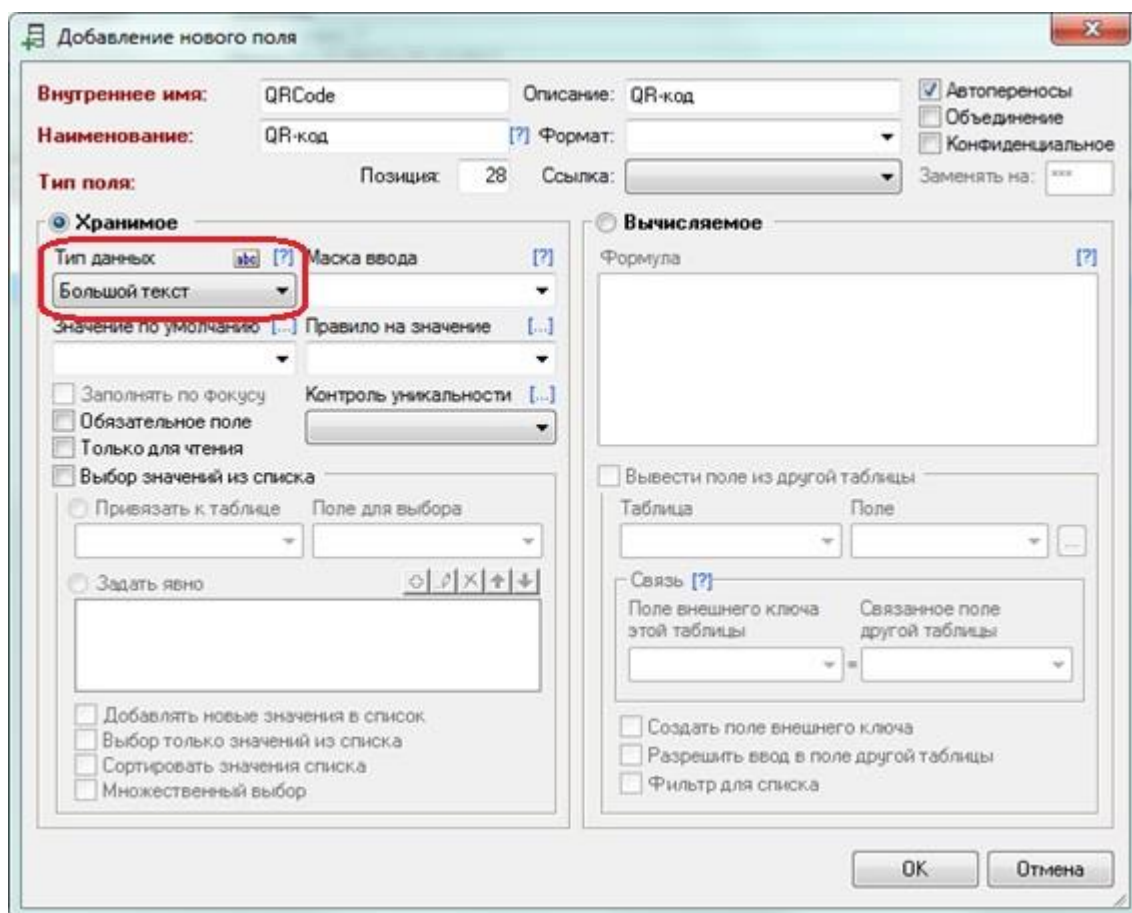 Добавление нового поля
Внутреннее имя: QRCode Описание: QR-код Автопереносы
Объединение
Наименование: QR-код [?] Формат: Конфиденциальное
Тип поля: Позиция: 28 Ссылка: Заменять на: ***
Хранимое Вычисляемое
Тип данных abc [?] Маска ввода [?] Формула [?]
Большой текст
Значение по умолчанию [...] Правило на значение [...]
Заполнять по фокусу Контроль уникальности [...]
Обязательное поле
Только для чтения
Выбор значений из списка Вывести поле из другой таблицы
Привязать к таблице Поле для выбора Таблица Поле
...
Задать явно Связь [?]
Поле внешнего ключа этой таблицы = Связанное поле другой таблицы
Добавлять новые значения в список Создать поле внешнего ключа
Выбор только значений из списка Разрешить ввод в поле другой таблицы
Сортировать значения списка Фильтр для списка
Множественный выбор
OK Отмена